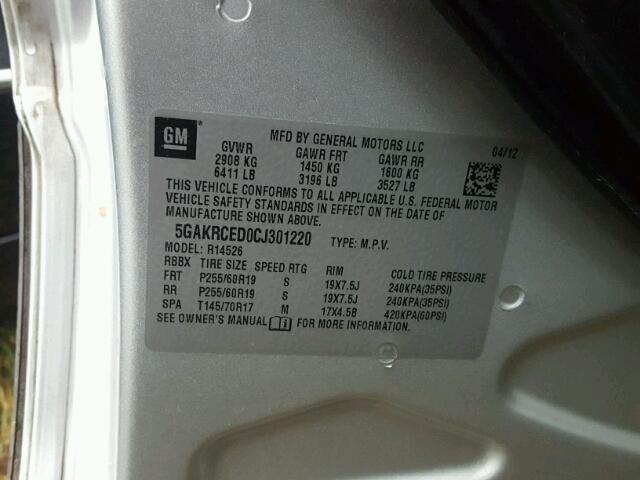 GM ®
MFD BY GENERAL MOTORS LLC 04/12
GVWR GAWR FRT GAWR RR
2908 KG 1450 KG 1600 KG
6411 LB 3196 LB 3527 LB
THIS VEHICLE CONFORMS TO ALL APPLICABLE U.S. FEDERAL MOTOR
VEHICLE SAFETY STANDARDS IN EFFECT ON THE DATE OF
MANUFACTURE SHOWN ABOVE.
5GAKRCED0CJ301220 TYPE: M.P.V.
MODEL: R14526
RBBX TIRE SIZE SPEED RTG RIM COLD TIRE PRESSURE
FRT P255/60R19 S 19X7.5J 240KPA(35PSI)
RR P255/60R19 S 19X7.5J 240KPA(35PSI)
SPA T145/70R17 M 17X4.5B 420KPA(60PSI)
SEE OWNER'S MANUAL FOR MORE INFORMATION.